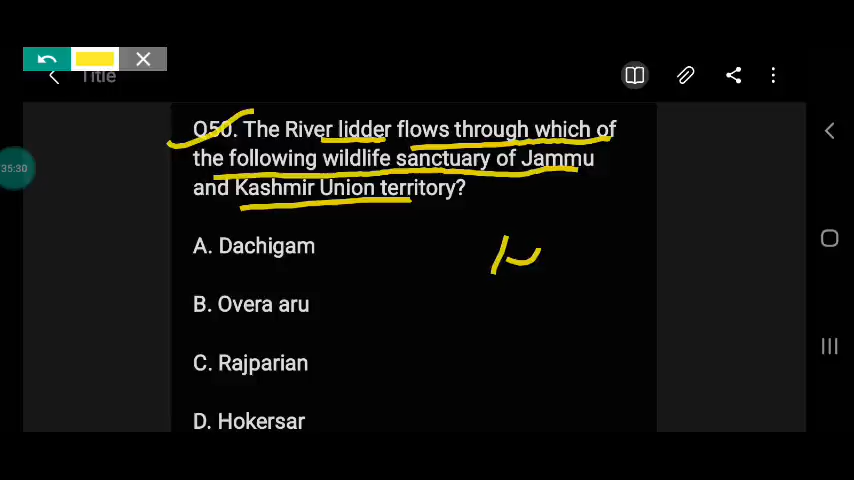 Title
Q50. The River lidder flows through which of
the following wildlife sanctuary of Jammu
35:30
and Kashmir Union territory?
A. Dachigam
B. Overa aru
C. Rajparian
D. Hokersar